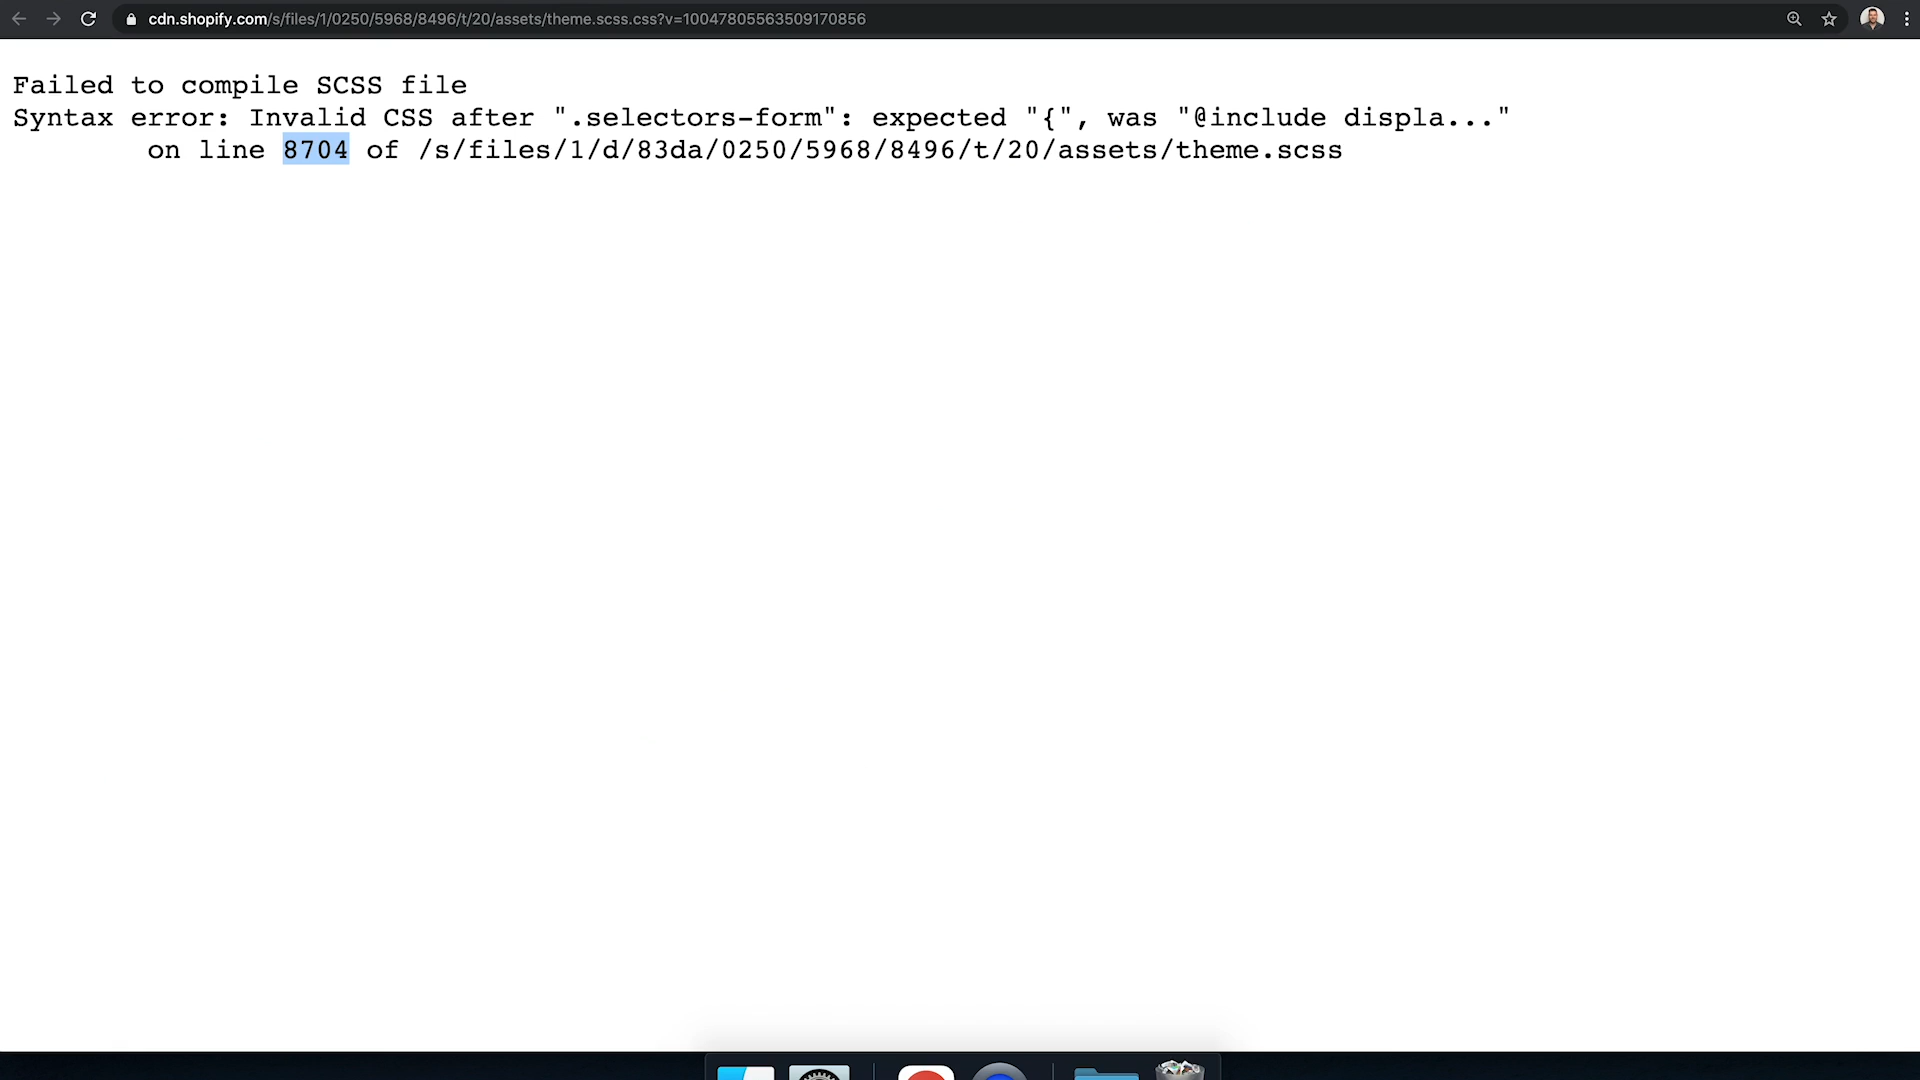 cdn.shopify.com/s/files/1/0250/5968/8496/t/20/assets/theme.scss.css?v=10047805563509170856
Failed to compile SCSS file
Syntax error: Invalid CSS after ".selectors-form": expected "{", was "@include displa..."
on line 8704 of /s/files/1/d/83da/0250/5968/8496/t/20/assets/theme.scss